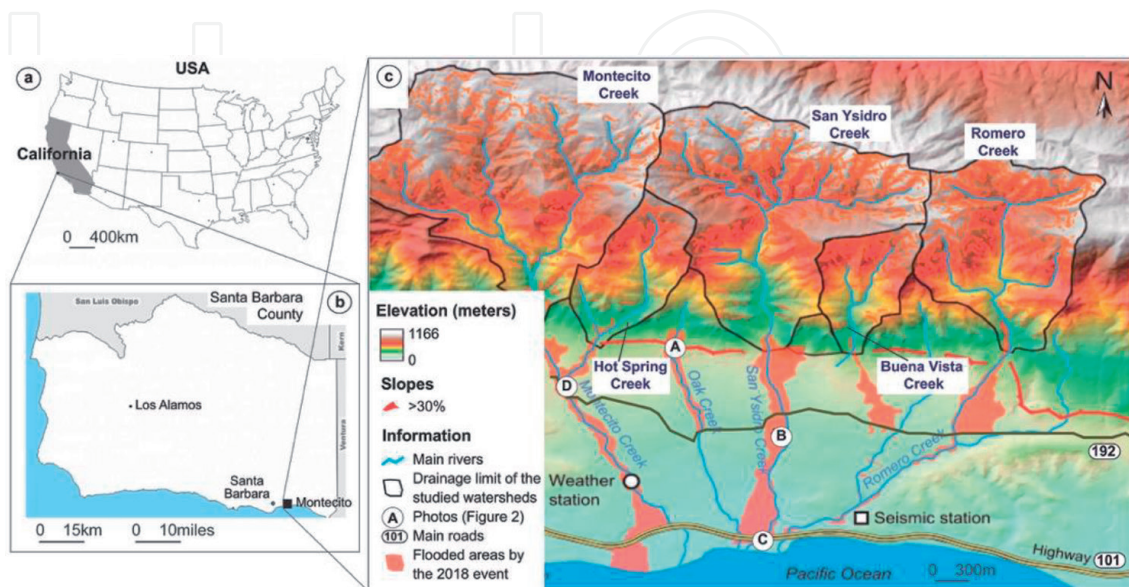 a
USA
California
0 400km
b
San Luis Obispo
Santa Barbara
County
Kern
Los Alamos
Ventura
Santa
Barbara
Montecito
0 15km 0 10miles
c
Montecito
Creek
San Ysidro
Creek
Romero
Creek
N
Elevation (meters)
1166
0
Slopes
>30%
Information
Main rivers
Drainage limit of the
studied watersheds
A Photos (Figure 2)
101 Main roads
Flooded areas by
the 2018 event
A
Hot Spring
Creek
Buena Vista
Creek
D
Montecito Creek
Oak Creek
San Ysidro Creek
B
Romero Creek
192
Weather
station
Seismic station
C
Highway 101
Pacific Ocean
0 300m